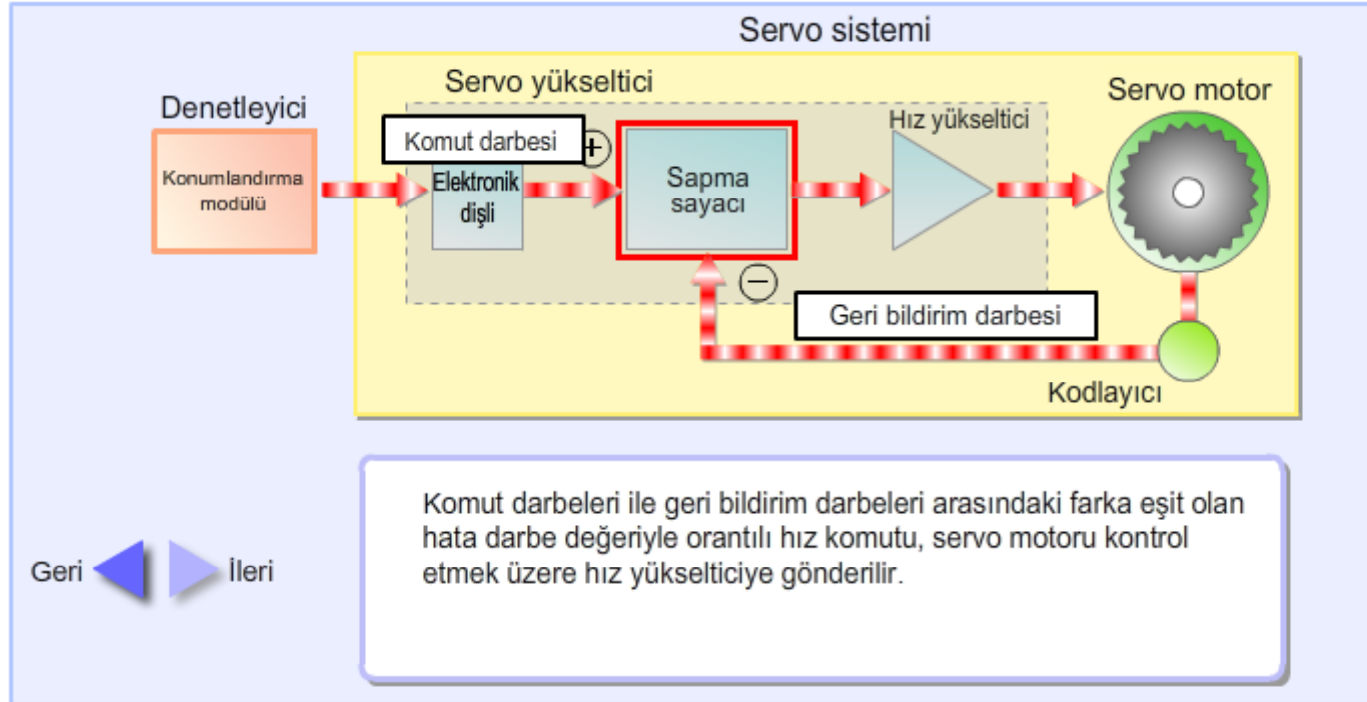 Servo sistemi
Servo yükseltici
Servo motor
Denetleyici
Hız yükseltici
Komut darbesi
+
Konumlandırma
modülü
Elektronik
dişli
Sapma
sayacı
−
Geri bildirim darbesi
Kodlayıcı
Komut darbeleri ile geri bildirim darbeleri arasındaki farka eşit olan
hata darbe değeriyle orantılı hız komutu, servo motoru kontrol
etmek üzere hız yükselticiye gönderilir.
Geri
İleri